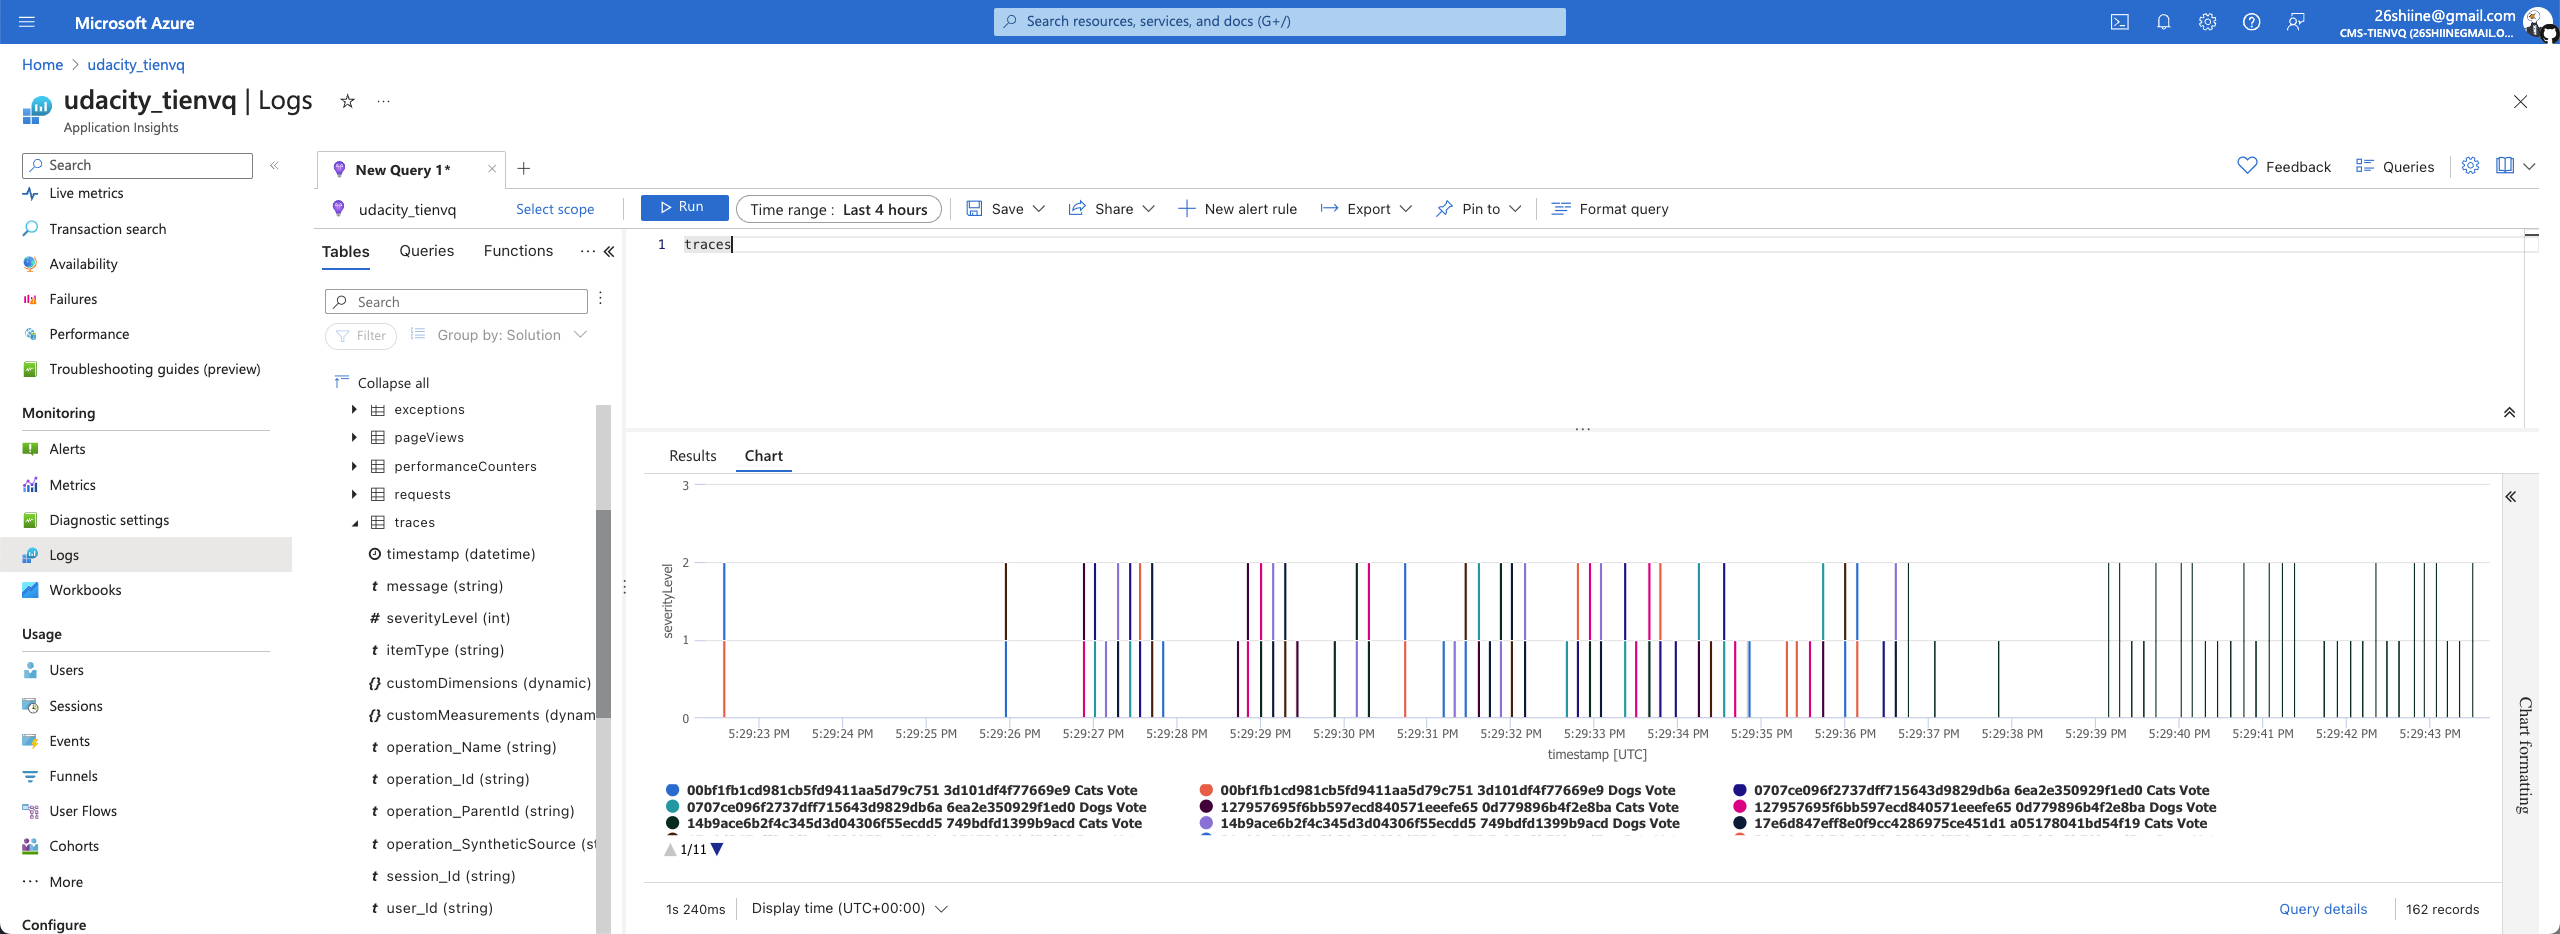 Microsoft Azure
Search resources, services, and docs (G+/)
26shiine@gmail.com
CMS-TIENVQ (26SHIINEGMAIL.O...
Home > udacity_tienvq
udacity_tienvq | Logs
Application Insights
Search
Live metrics
Transaction search
Availability
Failures
Performance
Troubleshooting guides (preview)
Monitoring
Alerts
Metrics
Diagnostic settings
Logs
Workbooks
Usage
Users
Sessions
Events
Funnels
User Flows
Cohorts
More
Configure
New Query 1*
Feedback
Queries
udacity_tienvq
Select scope
Run
Time range : Last 4 hours
Save
Share
New alert rule
Export
Pin to
Format query
Tables
Queries
Functions
Search
Filter
Group by: Solution
Collapse all
exceptions
pageViews
performanceCounters
requests
traces
timestamp (datetime)
t message (string)
# severityLevel (int)
t itemType (string)
{} customDimensions (dynamic)
{} customMeasurements (dynam
t operation_Name (string)
t operation_Id (string)
t operation_ParentId (string)
t operation_SyntheticSource (st
t session_Id (string)
t user_Id (string)
1 traces
Results
Chart
3
2
1
0
severityLevel
5:29:23 PM 5:29:24 PM 5:29:25 PM 5:29:26 PM 5:29:27 PM 5:29:28 PM 5:29:29 PM 5:29:30 PM 5:29:31 PM 5:29:32 PM 5:29:33 PM 5:29:34 PM 5:29:35 PM 5:29:36 PM 5:29:37 PM 5:29:38 PM 5:29:39 PM 5:29:40 PM 5:29:41 PM 5:29:42 PM 5:29:43 PM
timestamp [UTC]
00bf1fb1cd981cb5fd9411aa5d79c751 3d101df4f77669e9 Cats Vote
00bf1fb1cd981cb5fd9411aa5d79c751 3d101df4f77669e9 Dogs Vote
0707ce096f2737dff715643d9829db6a 6ea2e350929f1ed0 Cats Vote
0707ce096f2737dff715643d9829db6a 6ea2e350929f1ed0 Dogs Vote
127957695f6bb597ecd840571eeefe65 0d779896b4f2e8ba Cats Vote
127957695f6bb597ecd840571eeefe65 0d779896b4f2e8ba Dogs Vote
14b9ace6b2f4c345d3d04306f55ecdd5 749bdfd1399b9acd Cats Vote
14b9ace6b2f4c345d3d04306f55ecdd5 749bdfd1399b9acd Dogs Vote
17e6d847eff8e0f9cc4286975ce451d1 a05178041bd54f19 Cats Vote
1/11
Chart formatting
1s 240ms
Display time (UTC+00:00)
Query details
162 records